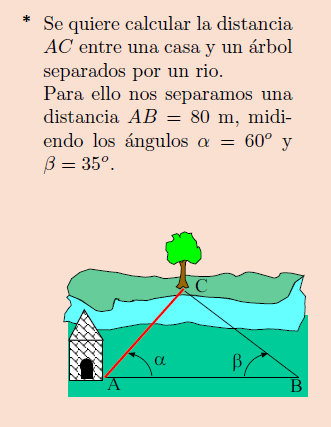 * Se quiere calcular la distancia
AC entre una casa y un árbol
separados por un rio.
Para ello nos separamos una
distancia AB = 80 m, midi-
endo los ángulos α = 60º y
β = 35º.
C
α
β
A
B